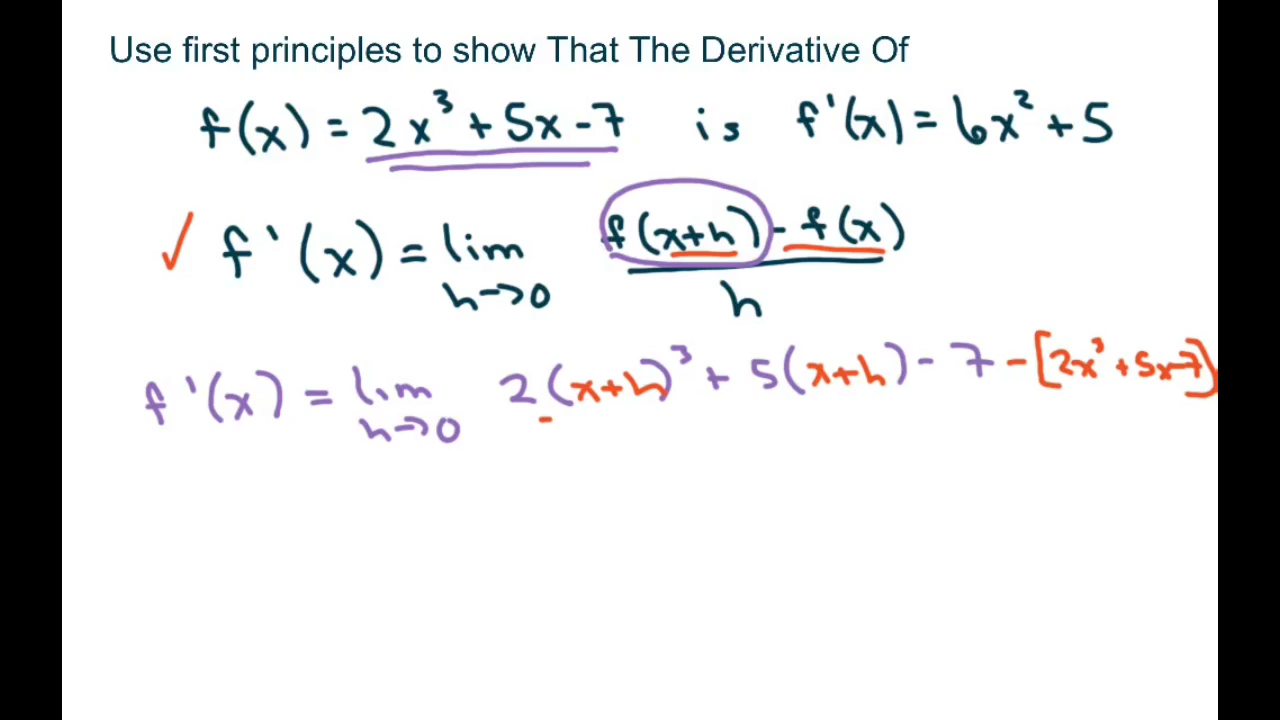 Use first principles to show That The Derivative Of
f(x) = 2x³ + 5x - 7 is f'(x) = 6x² + 5
✓ f'(x) = lim h→0 f(x+h) - f(x) / h
f'(x) = lim h→0 2(x+h)³ + 5(x+h) - 7 - [2x³ + 5x-7]